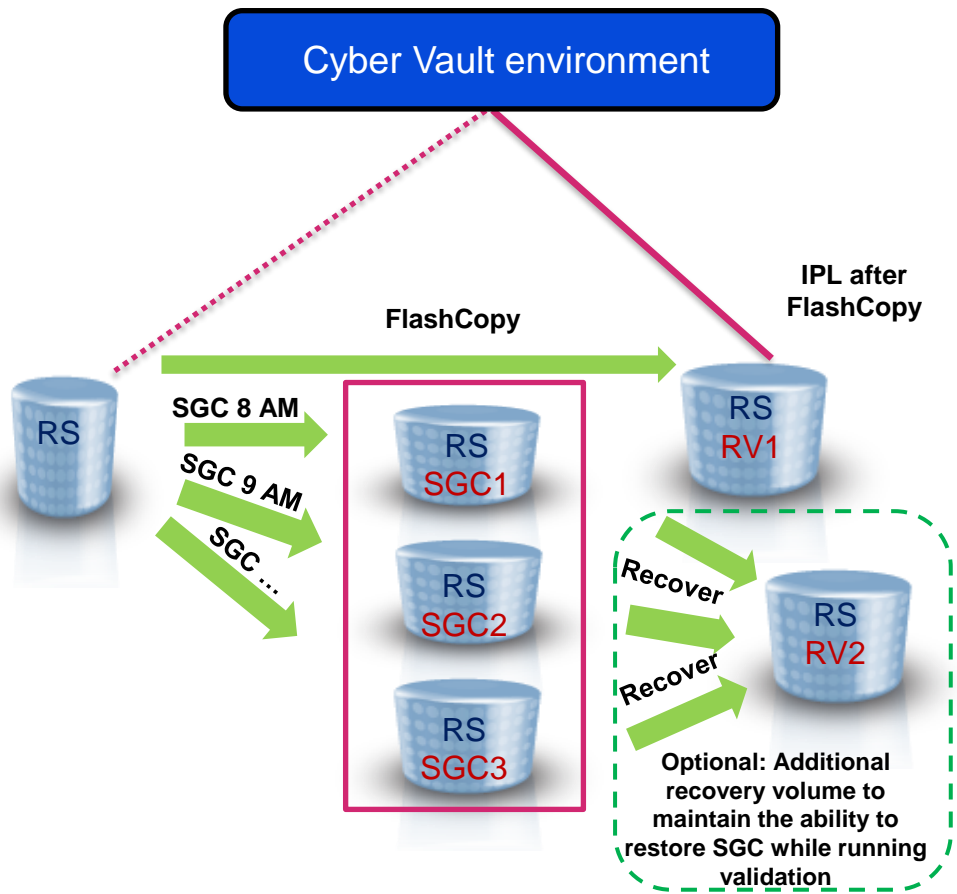 Cyber Vault environment
IPL after
FlashCopy
FlashCopy
RS
SGC 8 AM
SGC 9 AM
SGC ...
RS
SGC1
RS
SGC2
RS
SGC3
RS
RV1
Recover
Recover
RS
RV2
Optional: Additional
recovery volume to
maintain the ability to
restore SGC while running
validation